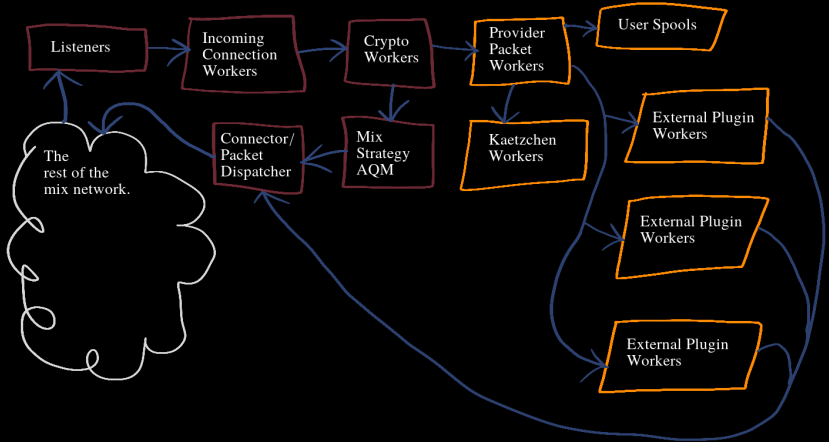 Listeners
Incoming
Connection
Workers
Crypto
Workers
Provider
Packet
Workers
User Spools
The
rest of the
mix network.
Connector/
Packet
Dispatcher
Mix
Strategy
AQM
Kaetzchen
Workers
External Plugin
Workers
External Plugin
Workers
External Plugin
Workers